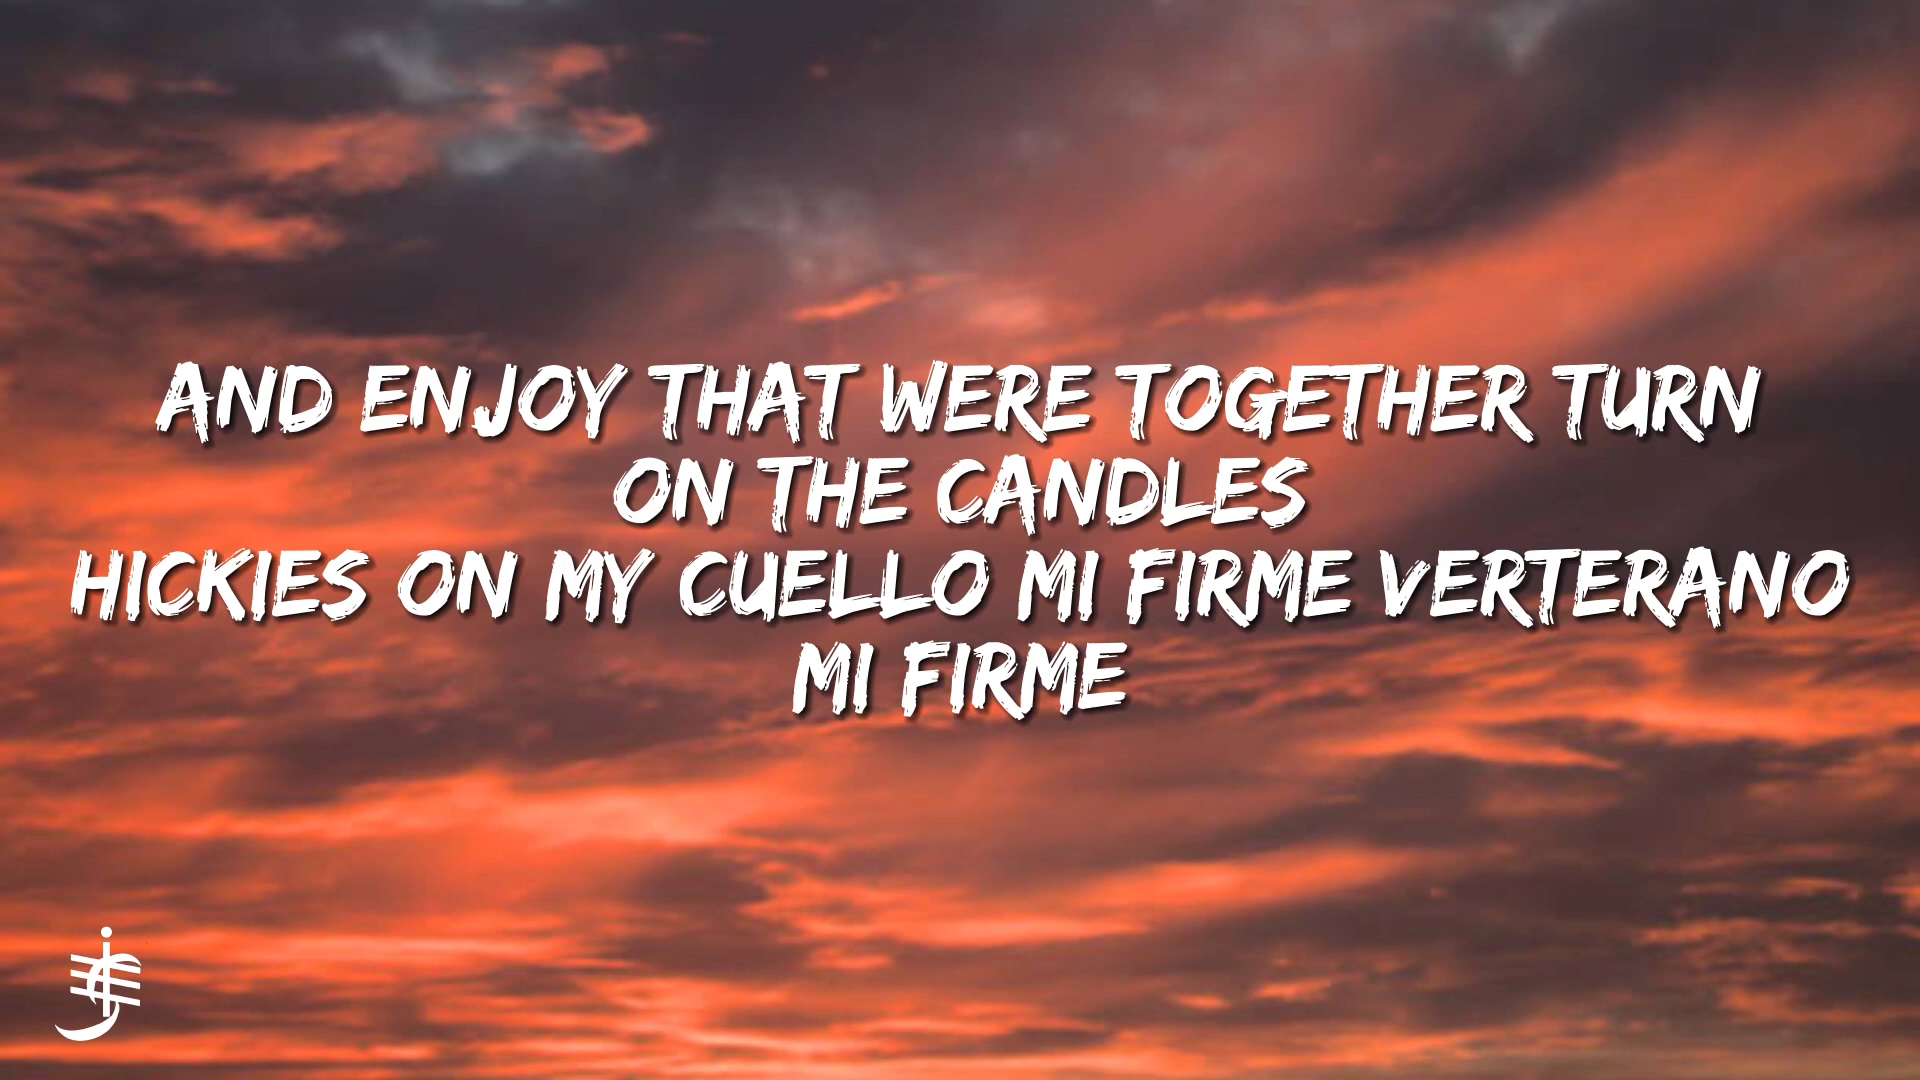 AND ENJOY THAT WERE TOGETHER TURN
ON THE CANDLES
HICKIES ON MY CUELLO MI FIRME VERTERANO
MI FIRME